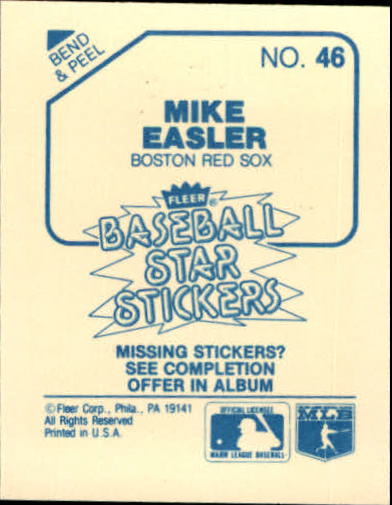 BEND
& PEEL
NO. 46
MIKE
EASLER
BOSTON RED SOX
FLEER®
BASEBALL
STAR
STICKERS
MISSING STICKERS?
SEE COMPLETION
OFFER IN ALBUM
© Fleer Corp., Phila., PA 19141
All Rights Reserved
Printed in U.S.A.
OFFICIAL LICENSEE
MAJOR LEAGUE BASEBALL
MLB